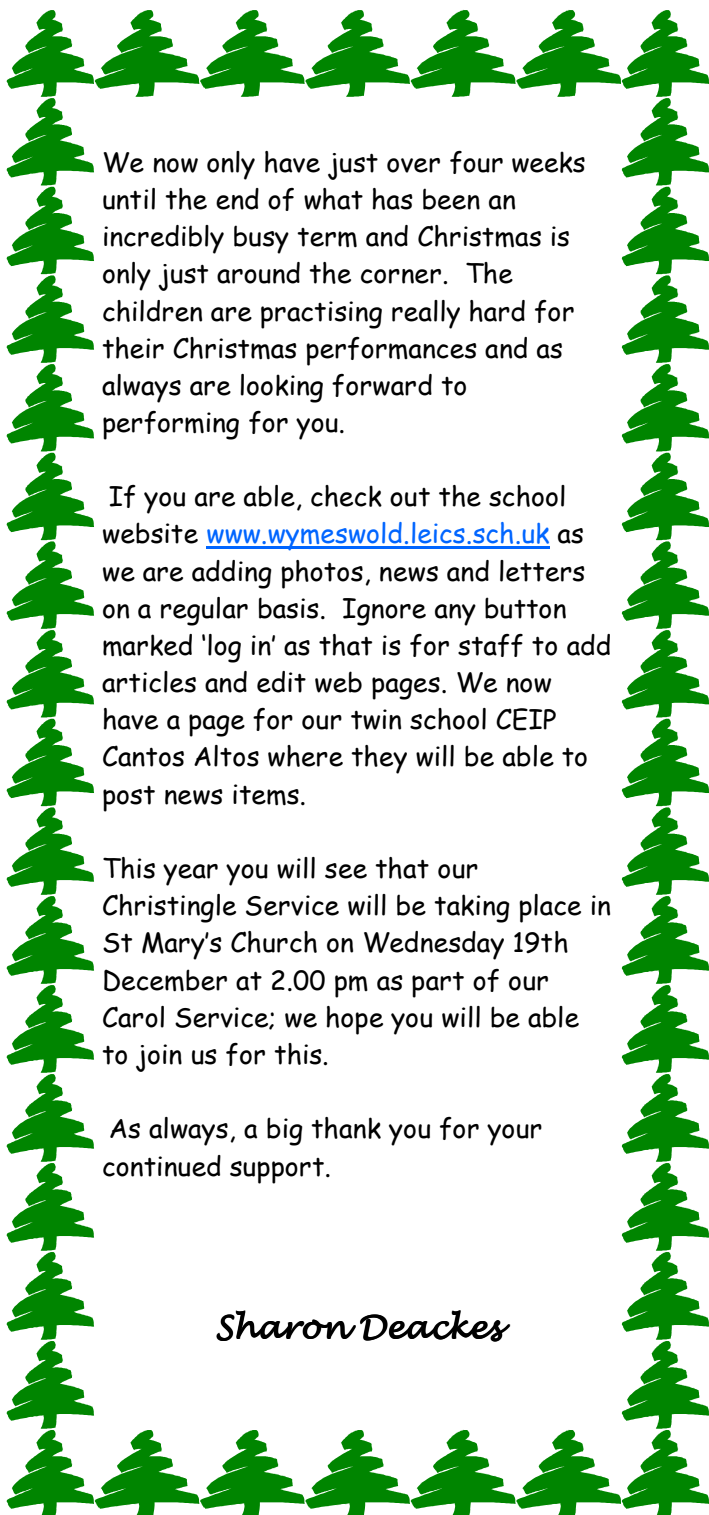 We now only have just over four weeks
until the end of what has been an
incredibly busy term and Christmas is
only just around the corner.  The
children are practising really hard for
their Christmas performances and as
always are looking forward to
performing for you.

If you are able, check out the school
website www.wymeswold.leics.sch.uk as
we are adding photos, news and letters
on a regular basis.  Ignore any button
marked ‘log in’ as that is for staff to add
articles and edit web pages. We now
have a page for our twin school CEIP
Cantos Altos where they will be able to
post news items.

This year you will see that our
Christingle Service will be taking place in
St Mary’s Church on Wednesday 19th
December at 2.00 pm as part of our
Carol Service; we hope you will be able
to join us for this.

As always, a big thank you for your
continued support.

Sharon Deackes